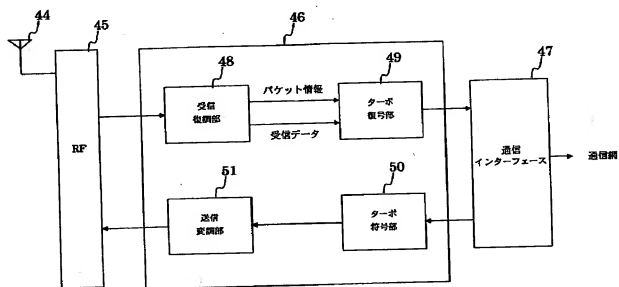 44
45
46
47
48
49
パケット情報
受信
復調部
ターボ
復号部
受信データ
RF
通信
インターフェース
通信網
51
50
送信
変調部
ターボ
符号部